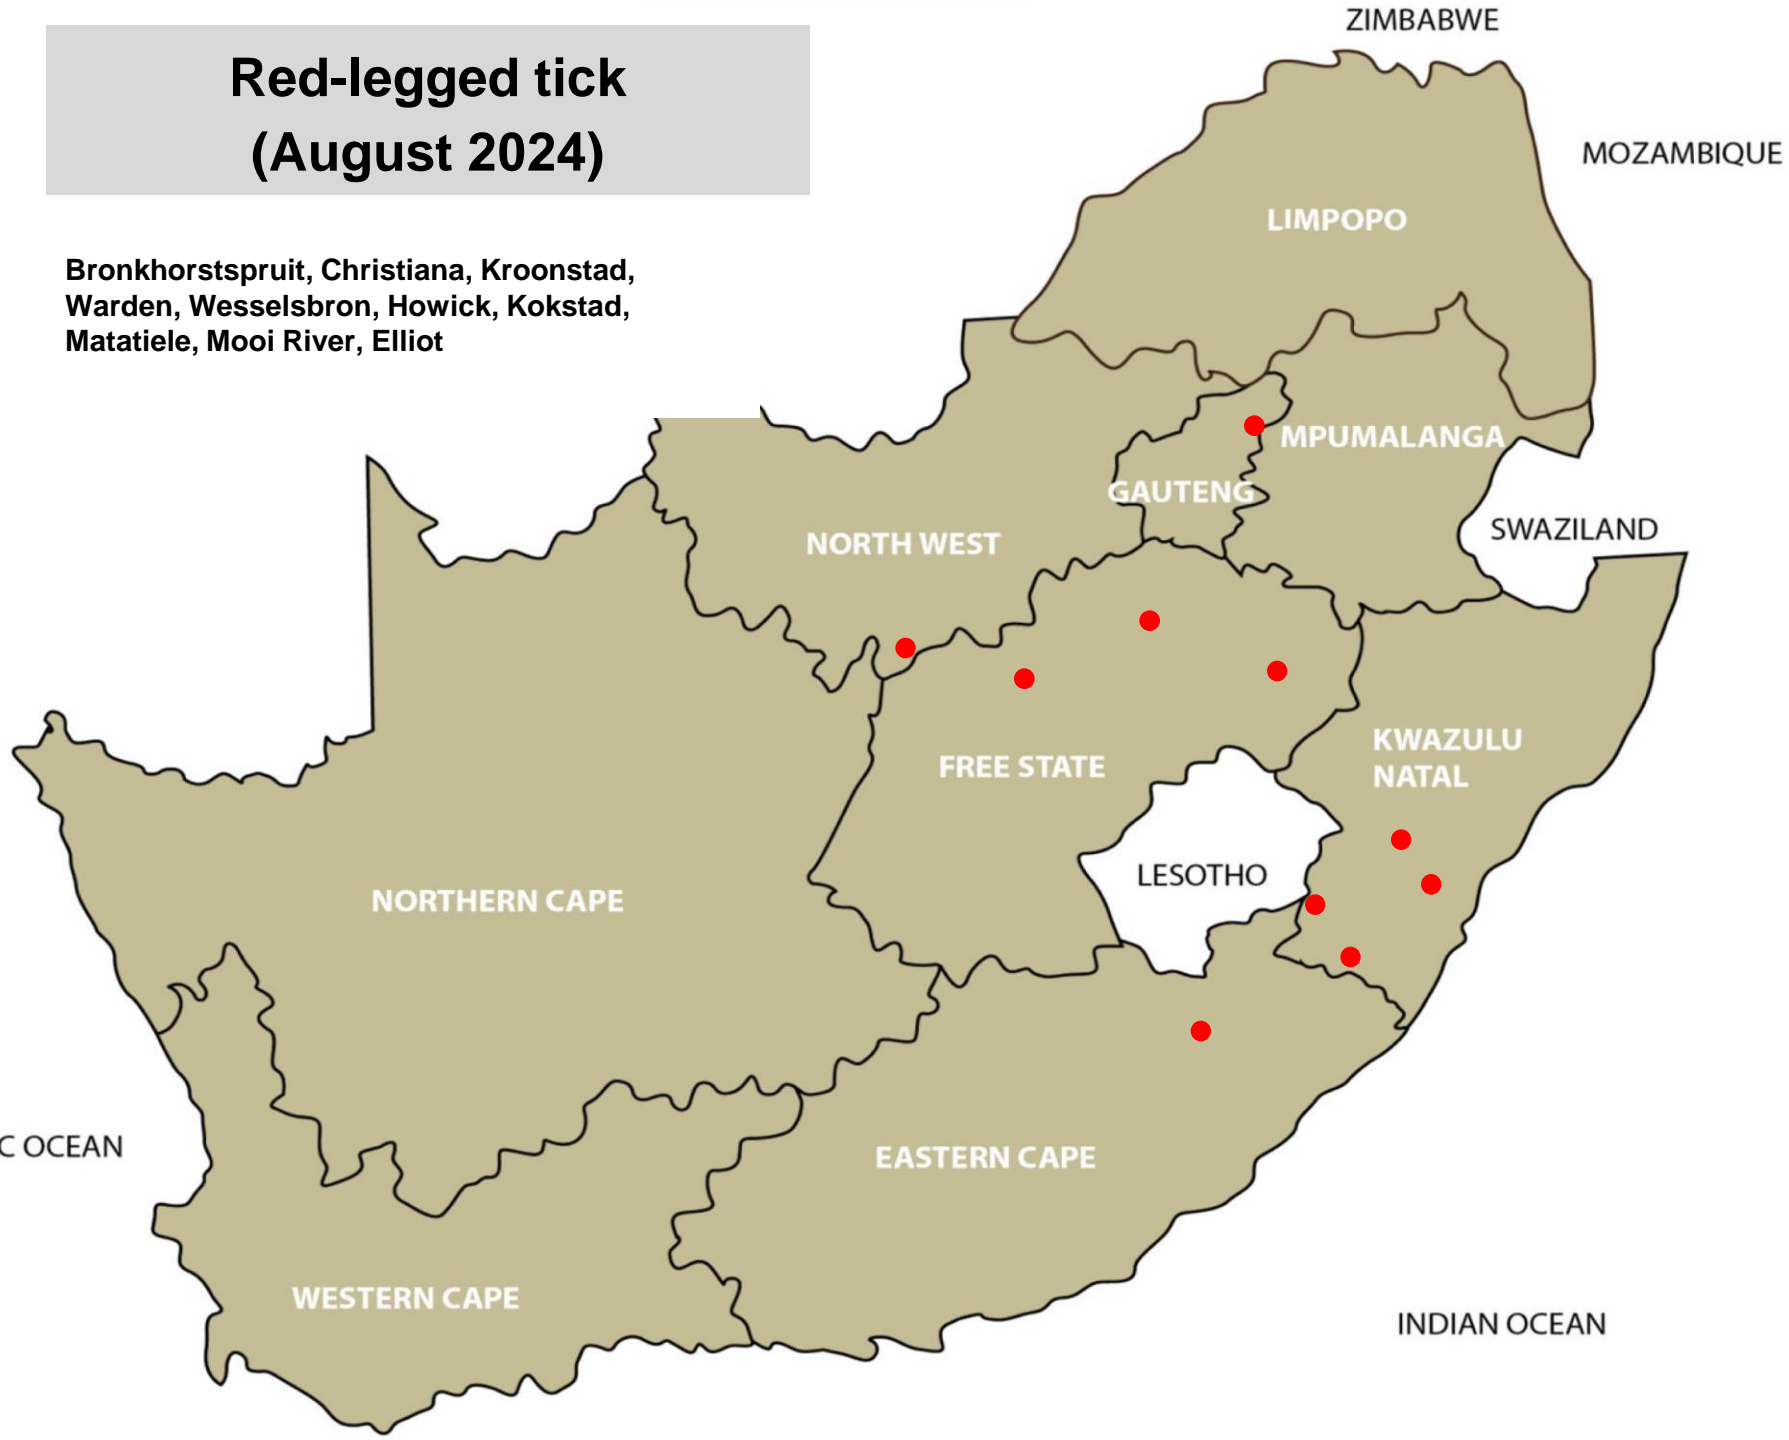 ZIMBABWE
Red-legged tick
(August 2024)
MOZAMBIQUE
LIMPOPO
Bronkhorstspruit, Christiana, Kroonstad,
Warden, Wesselsbron, Howick, Kokstad,
Matatiele, Mooi River, Elliot
MPUMALANGA
GAUTENG
SWAZILAND
NORTH WEST
KWAZULU
NATAL
FREE STATE
LESOTHO
NORTHERN CAPE
C OCEAN
EASTERN CAPE
WESTERN CAPE
INDIAN OCEAN